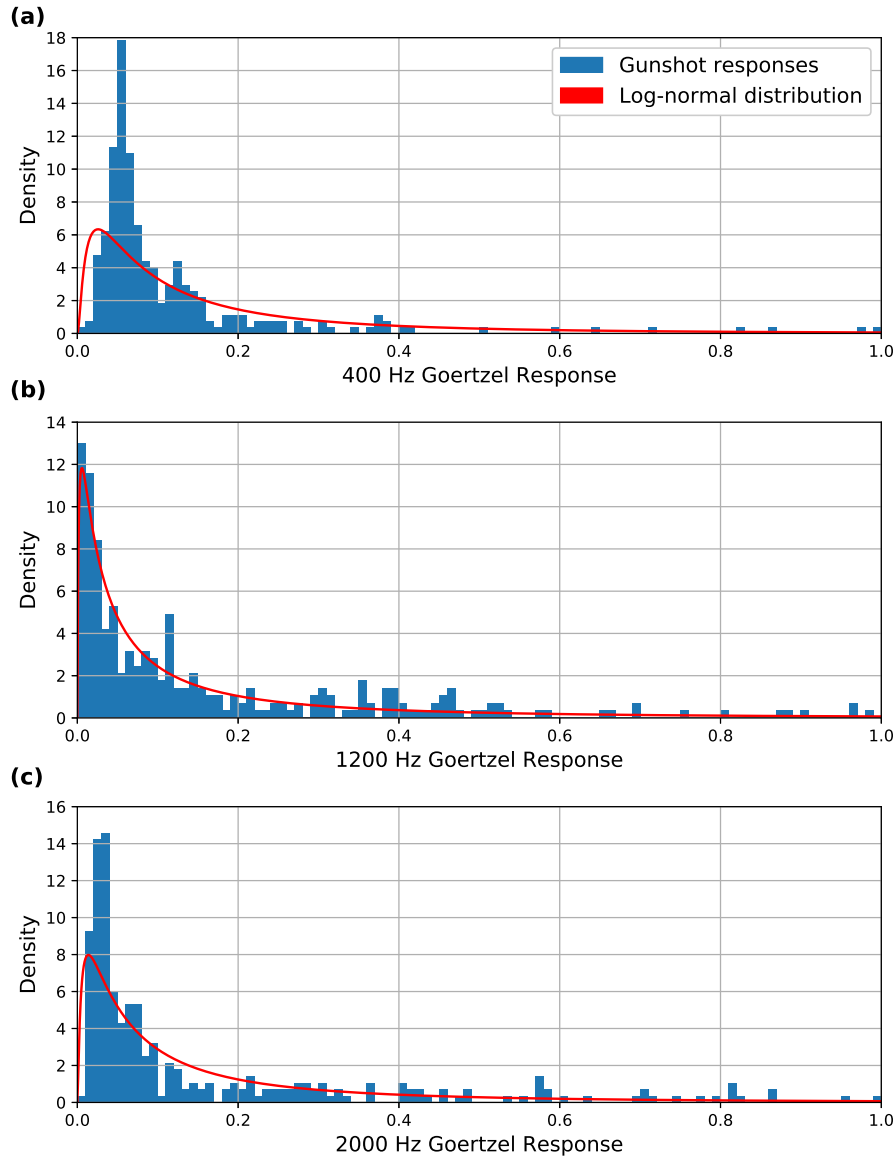 (a)
18
16
14
12
10
8
6
4
2
0
Density
Gunshot responses
Log-normal distribution
0.0 0.2 0.4 0.6 0.8 1.0
400 Hz Goertzel Response
(b)
14
12
10
8
6
4
2
0
Density
0.0 0.2 0.4 0.6 0.8 1.0
1200 Hz Goertzel Response
(c)
16
14
12
10
8
6
4
2
0
Density
0.0 0.2 0.4 0.6 0.8 1.0
2000 Hz Goertzel Response